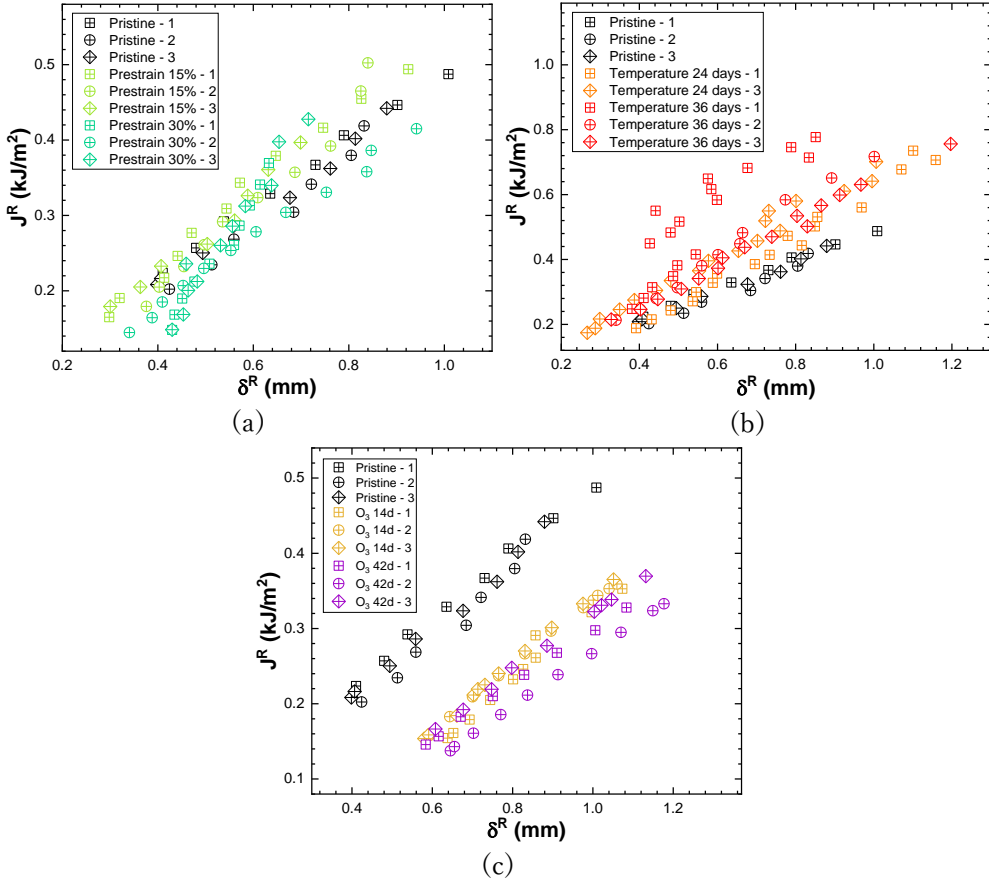 (a)
Pristine - 1
Pristine - 2
Pristine - 3
Prestrain 15% - 1
Prestrain 15% - 2
Prestrain 15% - 3
Prestrain 30% - 1
Prestrain 30% - 2
Prestrain 30% - 3
0.5
0.4
0.3
0.2
J^R (kJ/m²)
0.2 0.4 0.6 0.8 1.0
δ^R (mm)
(a)
Pristine - 1
Pristine - 2
Pristine - 3
Temperature 24 days - 1
Temperature 24 days - 3
Temperature 36 days - 1
Temperature 36 days - 2
Temperature 36 days - 3
1.0
0.8
0.6
0.4
0.2
J^R (kJ/m²)
0.2 0.4 0.6 0.8 1.0 1.2
δ^R (mm)
(b)
Pristine - 1
Pristine - 2
Pristine - 3
O₃ 14d - 1
O₃ 14d - 2
O₃ 14d - 3
O₃ 42d - 1
O₃ 42d - 2
O₃ 42d - 3
0.5
0.4
0.3
0.2
0.1
J^R (kJ/m²)
0.4 0.6 0.8 1.0 1.2
δ^R (mm)
(c)